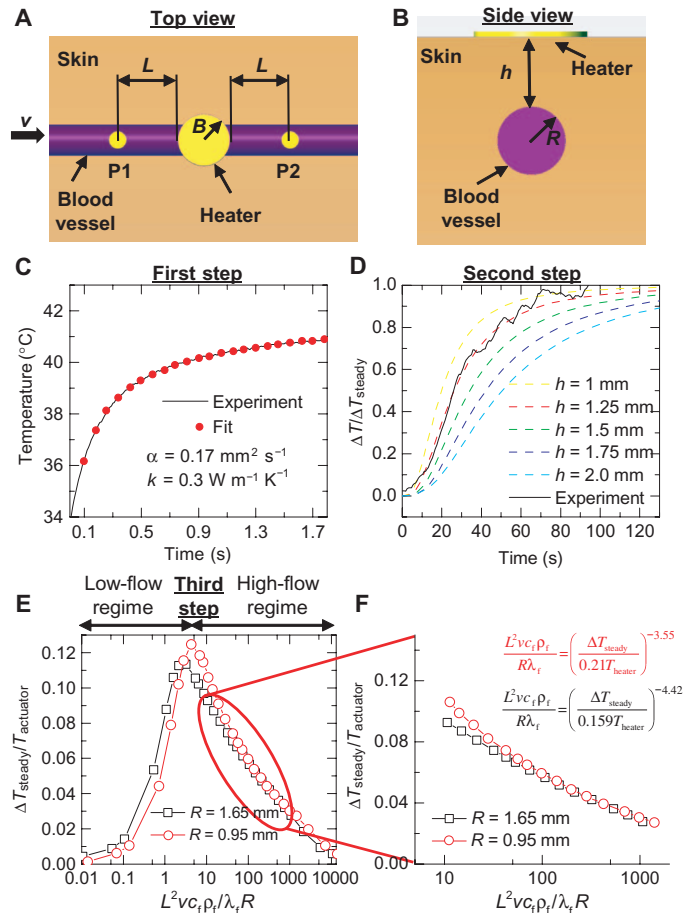 A
Top view
Skin
L
L
B
v
P1
P2
Blood
vessel
Heater
B
Side view
Skin
h
Heater
R
Blood
vessel
C
First step
Temperature (°C)
42
40
38
36
34
Experiment
Fit
α = 0.17 mm² s⁻¹
k = 0.3 W m⁻¹ K⁻¹
0.1 0.5 0.9 1.3 1.7
Time (s)
D
Second step
ΔT/ΔT_steady
1.0
0.8
0.6
0.4
0.2
0.0
h = 1 mm
h = 1.25 mm
h = 1.5 mm
h = 1.75 mm
h = 2.0 mm
Experiment
0 20 40 60 80 100 120
Time (s)
E
Low-flow
regime
Third
step
High-flow
regime
ΔT_steady/T_actuator
0.12
0.10
0.08
0.06
0.04
0.02
0.00
R = 1.65 mm
R = 0.95 mm
0.01 0.1 1 10 100 1000 10000
L²vc_fρ_f/λ_fR
F
L²vc_fρ_f/Rλ_f = (ΔT_steady/0.21T_heater)^−3.55
L²vc_fρ_f/Rλ_f = (ΔT_steady/0.159T_heater)^−4.42
ΔT_steady/T_actuator
0.12
0.08
0.04
0.00
R = 1.65 mm
R = 0.95 mm
10 100 1000
L²vc_fρ_f/λ_fR